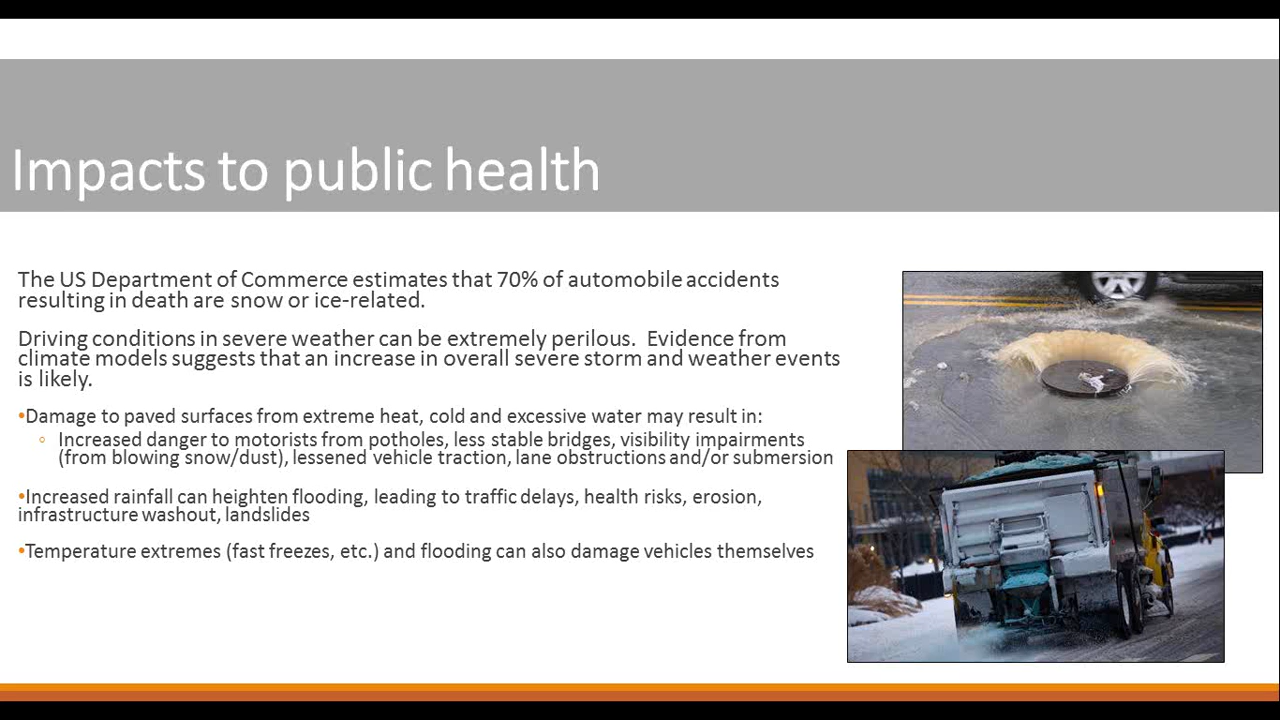 Impacts to public health
The US Department of Commerce estimates that 70% of automobile accidents
resulting in death are snow or ice-related.
Driving conditions in severe weather can be extremely perilous.  Evidence from
climate models suggests that an increase in overall severe storm and weather events
is likely.
•Damage to paved surfaces from extreme heat, cold and excessive water may result in:
◦ Increased danger to motorists from potholes, less stable bridges, visibility impairments
(from blowing snow/dust), lessened vehicle traction, lane obstructions and/or submersion
•Increased rainfall can heighten flooding, leading to traffic delays, health risks, erosion,
infrastructure washout, landslides
•Temperature extremes (fast freezes, etc.) and flooding can also damage vehicles themselves